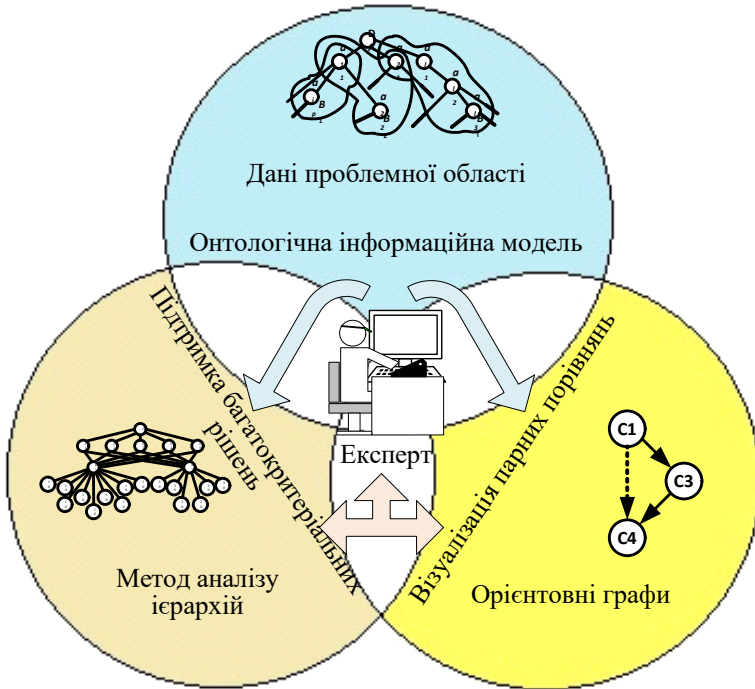 Дані проблемної області
Онтологічна інформаційна модель
Підтримка багатокритеріальних
рішень
Візуалізація парних порівнянь
Експерт
C1
C3
C4
Метод аналізу
ієрархій
Орієнтовні графи